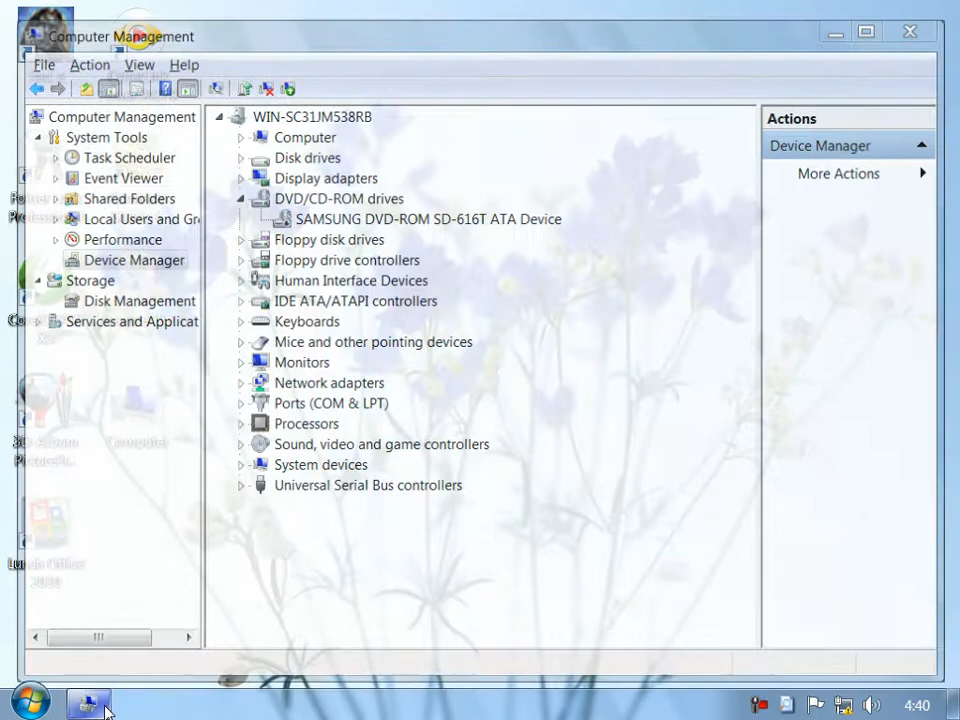 Computer Management
File Action View Help
Computer Management
System Tools
Task Scheduler
Event Viewer
Shared Folders
Local Users and Gr
Performance
Device Manager
Storage
Disk Management
Services and Applicat
WIN-SC31JM538RB
Computer
Disk drives
Display adapters
DVD/CD-ROM drives
SAMSUNG DVD-ROM SD-616T ATA Device
Floppy disk drives
Floppy drive controllers
Human Interface Devices
IDE ATA/ATAPI controllers
Keyboards
Mice and other pointing devices
Monitors
Network adapters
Ports (COM & LPT)
Processors
Sound, video and game controllers
System devices
Universal Serial Bus controllers
Actions
Device Manager
More Actions
Computer
Office
4:40